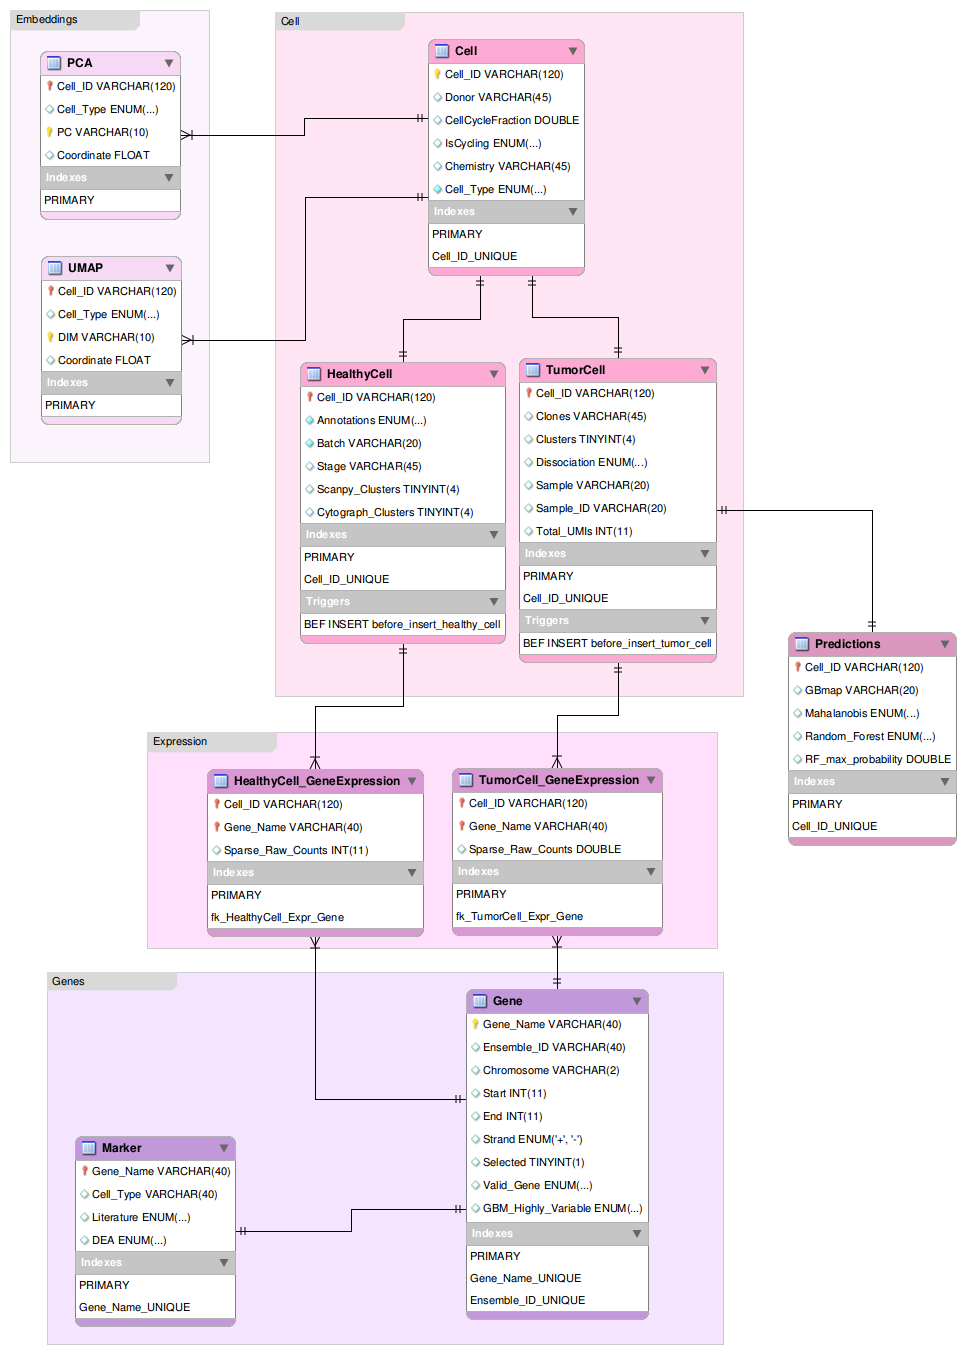 Embeddings
PCA
Cell_ID VARCHAR(120)
Cell_Type ENUM(...)
PC VARCHAR(10)
Coordinate FLOAT
Indexes
PRIMARY
UMAP
Cell_ID VARCHAR(120)
Cell_Type ENUM(...)
DIM VARCHAR(10)
Coordinate FLOAT
Indexes
PRIMARY
Cell
Cell
Cell_ID VARCHAR(120)
Donor VARCHAR(45)
CellCycleFraction DOUBLE
IsCycling ENUM(...)
Chemistry VARCHAR(45)
Cell_Type ENUM(...)
Indexes
PRIMARY
Cell_ID_UNIQUE
HealthyCell
Cell_ID VARCHAR(120)
Annotations ENUM(...)
Batch VARCHAR(20)
Stage VARCHAR(45)
Scanpy_Clusters TINYINT(4)
Cytograph_Clusters TINYINT(4)
Indexes
PRIMARY
Cell_ID_UNIQUE
Triggers
BEF INSERT before_insert_healthy_cell
TumorCell
Cell_ID VARCHAR(120)
Clones VARCHAR(45)
Clusters TINYINT(4)
Dissociation ENUM(...)
Sample VARCHAR(20)
Sample_ID VARCHAR(20)
Total_UMIs INT(11)
Indexes
PRIMARY
Cell_ID_UNIQUE
Triggers
BEF INSERT before_insert_tumor_cell
Predictions
Cell_ID VARCHAR(120)
GBmap VARCHAR(20)
Mahalanobis ENUM(...)
Random_Forest ENUM(...)
RF_max_probability DOUBLE
Indexes
PRIMARY
Cell_ID_UNIQUE
Expression
HealthyCell_GeneExpression
Cell_ID VARCHAR(120)
Gene_Name VARCHAR(40)
Sparse_Raw_Counts INT(11)
Indexes
PRIMARY
fk_HealthyCell_Expr_Gene
TumorCell_GeneExpression
Cell_ID VARCHAR(120)
Gene_Name VARCHAR(40)
Sparse_Raw_Counts DOUBLE
Indexes
PRIMARY
fk_TumorCell_Expr_Gene
Genes
Gene
Gene_Name VARCHAR(40)
Ensemble_ID VARCHAR(40)
Chromosome VARCHAR(2)
Start INT(11)
End INT(11)
Strand ENUM('+', '-')
Selected TINYINT(1)
Valid_Gene ENUM(...)
GBM_Highly_Variable ENUM(...)
Indexes
PRIMARY
Gene_Name_UNIQUE
Ensemble_ID_UNIQUE
Marker
Gene_Name VARCHAR(40)
Cell_Type VARCHAR(40)
Literature ENUM(...)
DEA ENUM(...)
Indexes
PRIMARY
Gene_Name_UNIQUE